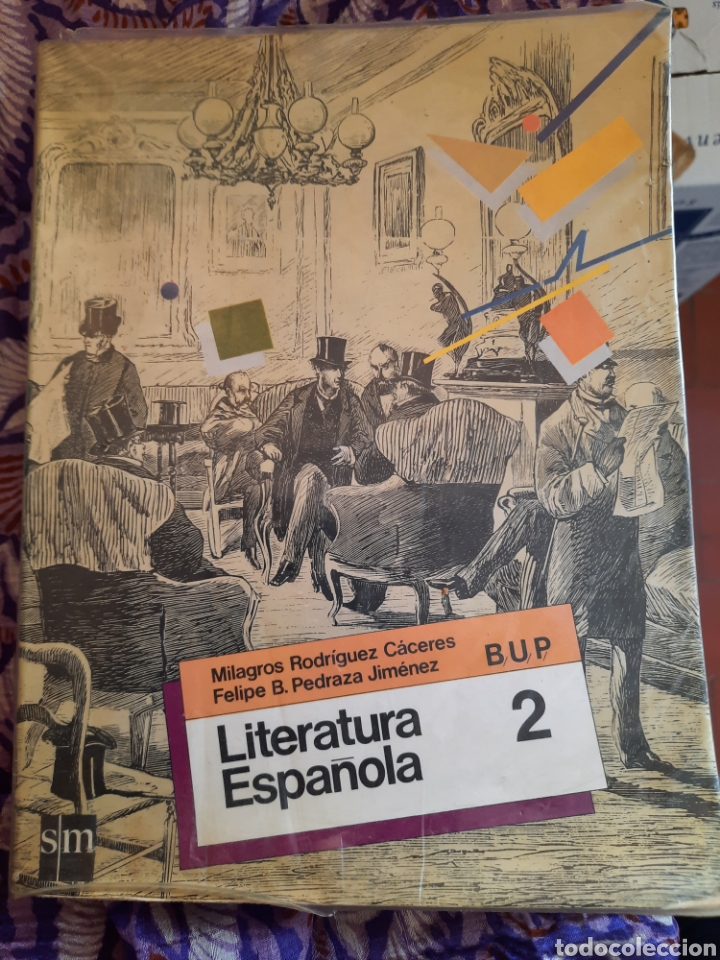 Milagros Rodríguez Cáceres
Felipe B. Pedraza Jiménez
B.U.P.
Literatura
Española
2
sm
todocoleccion